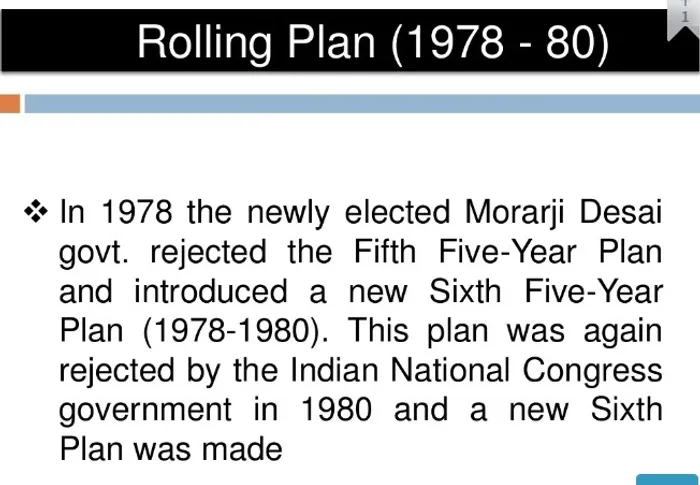 Rolling Plan (1978 - 80)
1
❖ In 1978 the newly elected Morarji Desai
govt. rejected the Fifth Five-Year Plan
and introduced a new Sixth Five-Year
Plan (1978-1980). This plan was again
rejected by the Indian National Congress
government in 1980 and a new Sixth
Plan was made